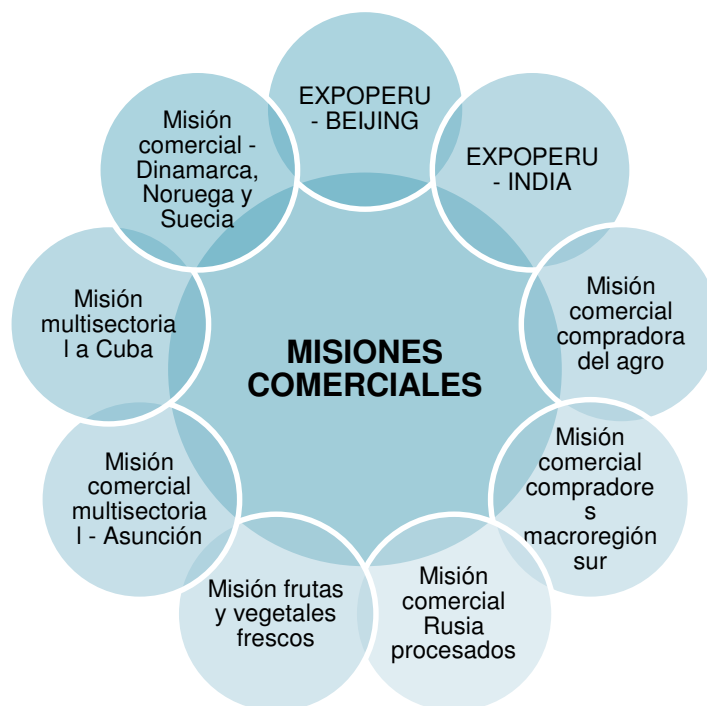 EXPOPERU
- BEIJING
EXPOPERU
- INDIA
Misión
comercial
compradora
del agro
Misión
comercial
compradore
s
macroregión
sur
Misión
comercial
Rusia
procesados
Misión frutas
y vegetales
frescos
Misión
comercial
multisectoria
l - Asunción
Misión
multisectoria
l a Cuba
Misión
comercial -
Dinamarca,
Noruega y
Suecia
MISIONES
COMERCIALES